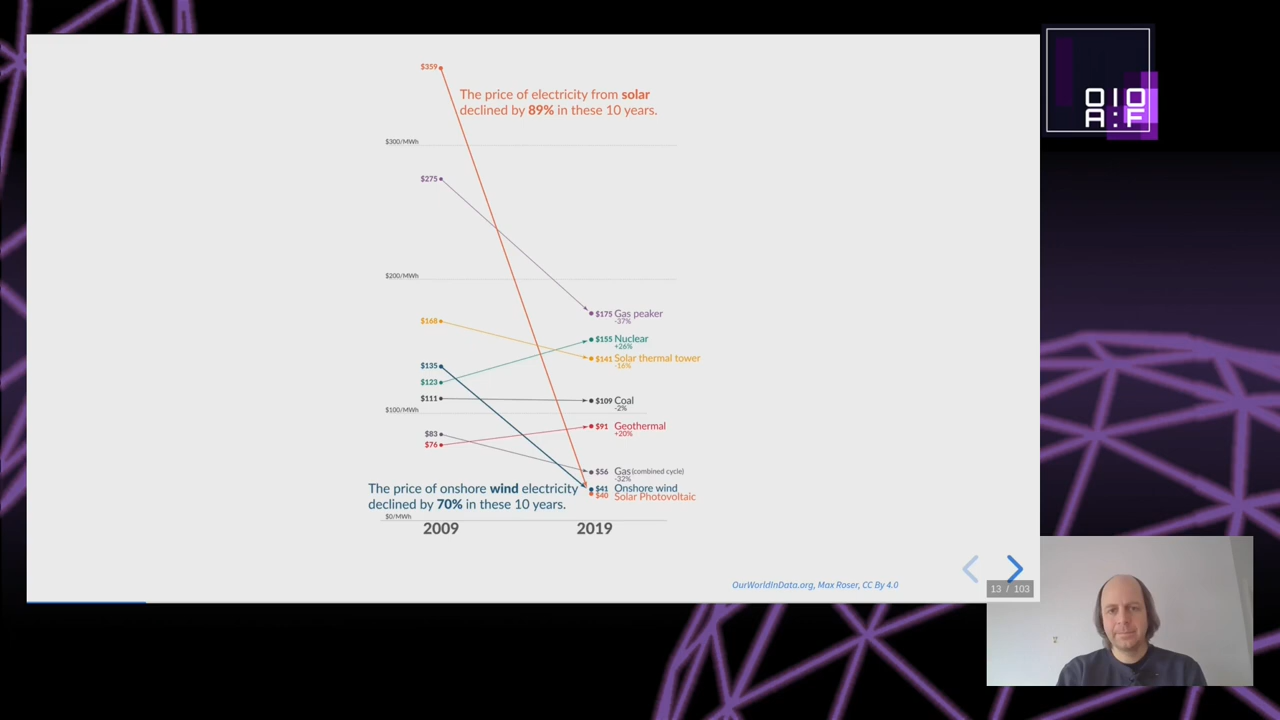 $359
The price of electricity from solar
declined by 89% in these 10 years.
$300/MWh
$275
$200/MWh
$175 Gas peaker
-37%
$168
$155 Nuclear
+26%
$141 Solar thermal tower
-16%
$135
$123
$111
$109 Coal
-2%
$100/MWh
$91 Geothermal
+20%
$83
$76
$56 Gas (combined cycle)
-32%
$41 Onshore wind
$40 Solar Photovoltaic
The price of onshore wind electricity
declined by 70% in these 10 years.
$0/MWh
2009 2019
OurWorldInData.org, Max Roser, CC By 4.0
13 / 103
OIO
A:F